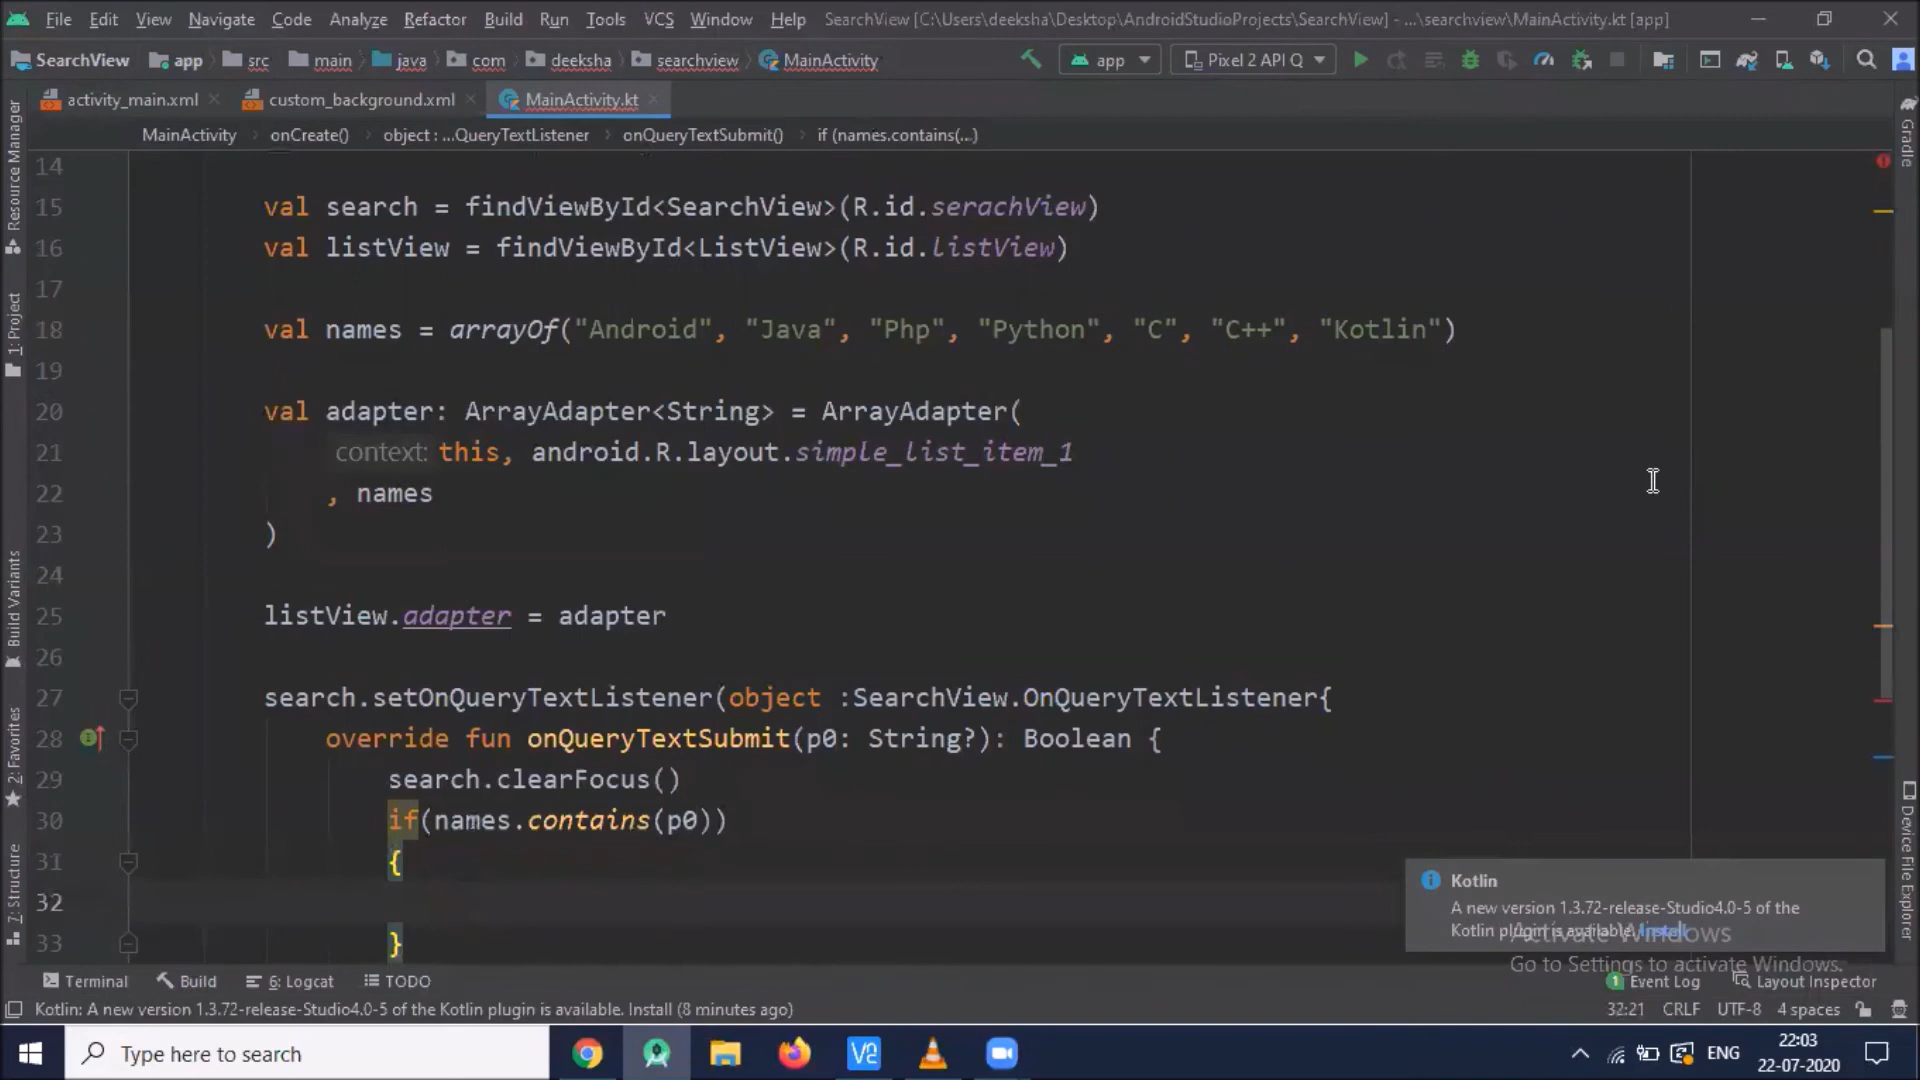 File Edit View Navigate Code Analyze Refactor Build Run Tools VCS Window Help SearchView [C:\Users\deeksha\Desktop\AndroidStudioProjects\SearchView] - ...\searchview\MainActivity.kt [app]
SearchView app src main java com deeksha searchview MainActivity app Pixel 2 API Q
activity_main.xml custom_background.xml MainActivity.kt
MainActivity onCreate() object : ...QueryTextListener onQueryTextSubmit() if (names.contains(...)
Resource Manager
1: Project
Build Variants
2: Favorites
7: Structure
Gradle
Device File Explorer
14
15 val search = findViewById<SearchView>(R.id.serachView)
16 val listView = findViewById<ListView>(R.id.listView)
17
18 val names = arrayOf("Android", "Java", "Php", "Python", "C", "C++", "Kotlin")
19
20 val adapter: ArrayAdapter<String> = ArrayAdapter(
21 context: this, android.R.layout.simple_list_item_1
22 , names
23 )
24
25 listView.adapter = adapter
26
27 search.setOnQueryTextListener(object :SearchView.OnQueryTextListener{
28 override fun onQueryTextSubmit(p0: String?): Boolean {
29 search.clearFocus()
30 if(names.contains(p0))
31 {
32
33 }
Kotlin
A new version 1.3.72-release-Studio4.0-5 of the
Kotlin plugin is available. Install
Activate Windows
Go to Settings to activate Windows.
Terminal Build 6: Logcat TODO 1 Event Log Layout Inspector
Kotlin: A new version 1.3.72-release-Studio4.0-5 of the Kotlin plugin is available. Install (8 minutes ago) 32:21 CRLF UTF-8 4 spaces
Type here to search V2 ENG 22:03
22-07-2020